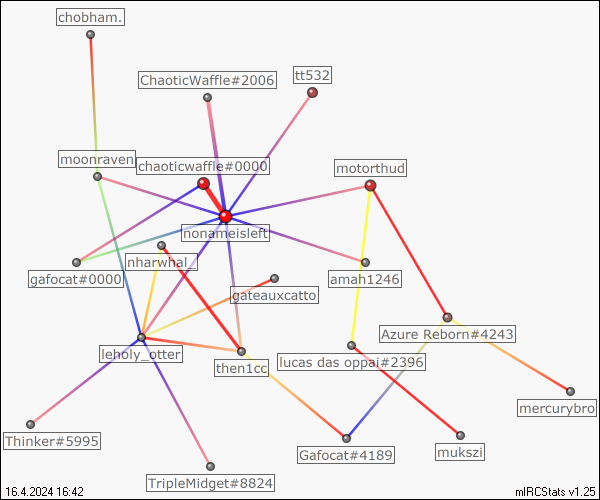 chobham.
ChaoticWaffle#2006
tt532
moonraven
chaoticwaffle#0000
motorthud
nonameisleft
nharwhal_
gafocat#0000
amah1246
gateauxcatto
Azure Reborn#4243
leholy_otter
then1cc
lucas das oppai#2396
mercurybro
Thinker#5995
Gafocat#4189
mukszi
TripleMidget#8824
16.4.2024 16:42
mIRCStats v1.25